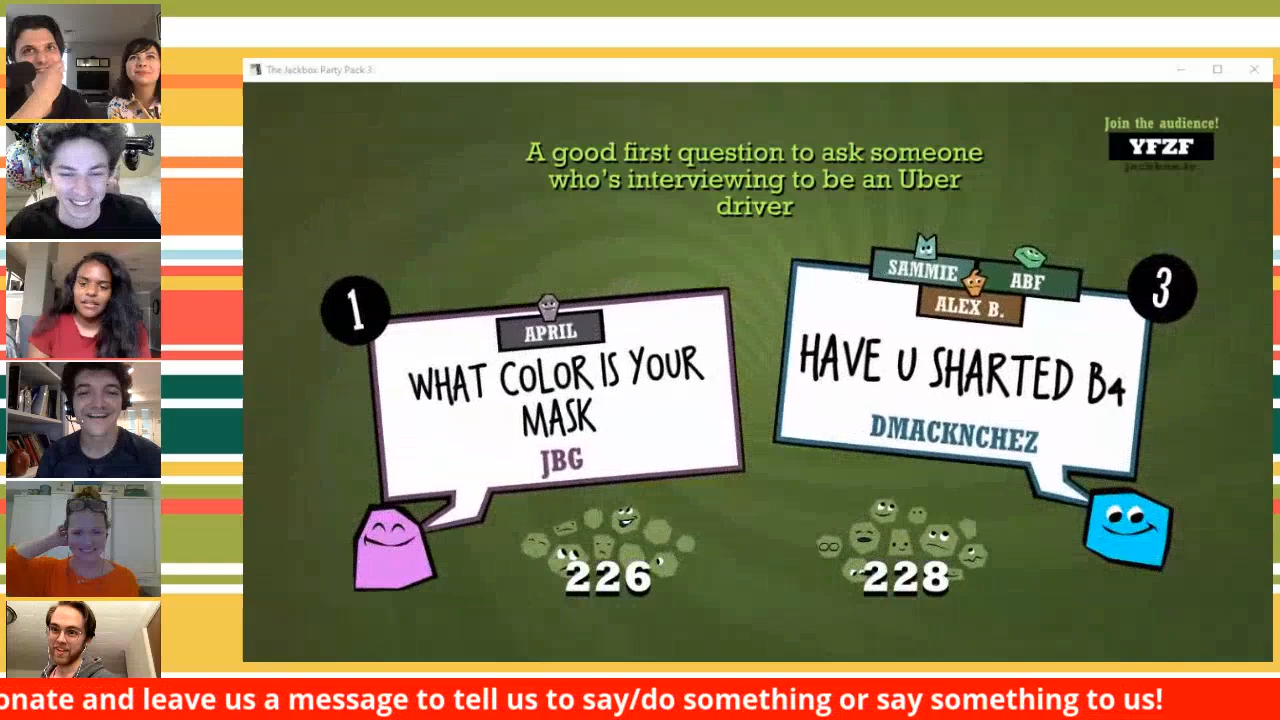 The Jackbox Party Pack 3
Join the audience!
YFZF
jackbox.tv
A good first question to ask someone
who's interviewing to be an Uber
driver
1
APRIL
WHAT COLOR IS YOUR
MASK
JBG
226
SAMMIE
ABF
ALEX B.
3
HAVE U SHARTED B4
DMACKNCHEZ
228
onate and leave us a message to tell us to say/do something or say something to us!